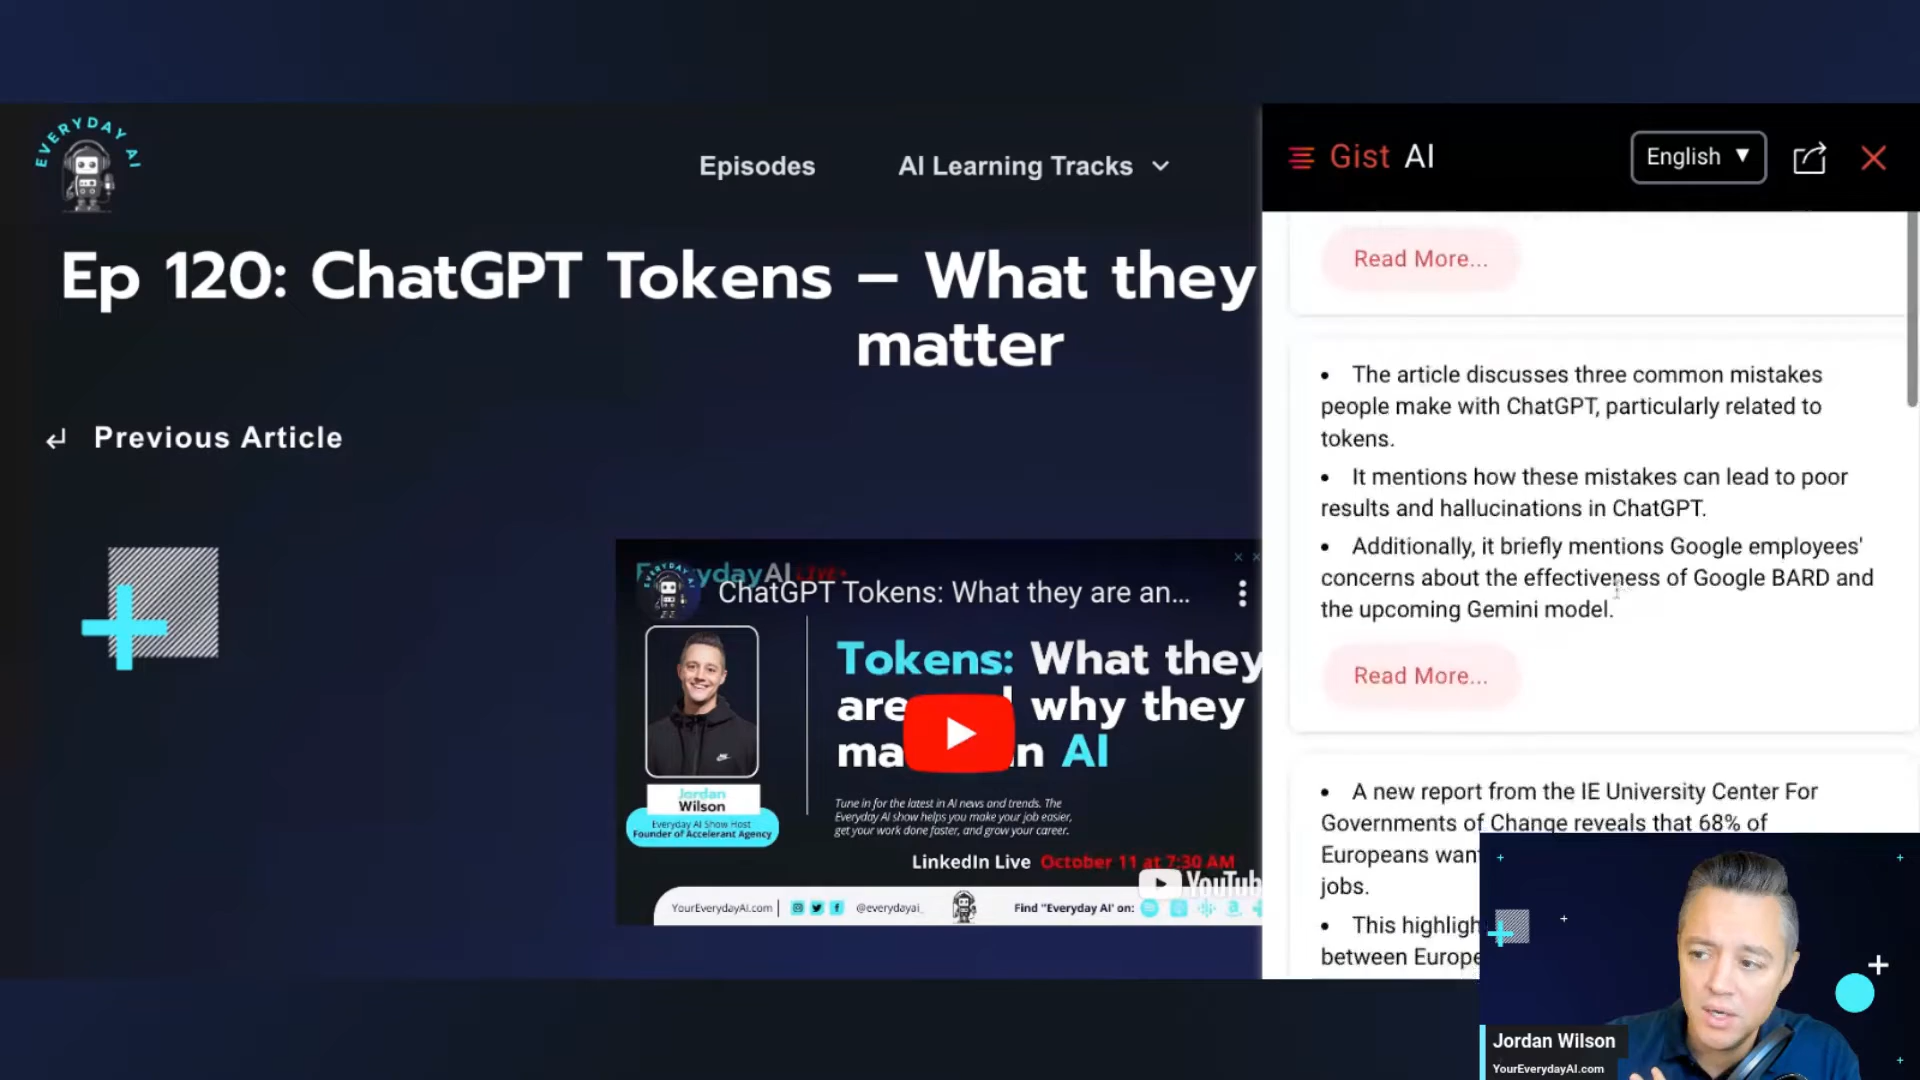 EVERYDAY AI
Episodes
AI Learning Tracks
Ep 120: ChatGPT Tokens – What they
matter
Previous Article
EVERYDAY AI
ChatGPT Tokens: What they are an...
Tokens: What they
are why they
ma n AI
Jordan
Wilson
Everyday AI Show Host
Founder of Accelerant Agency
Tune in for the latest in AI news and trends. The
Everyday AI show helps you make your job easier,
get your work done faster, and grow your career.
LinkedIn Live October 11 at 7:30 AM
YouTub
YourEverydayAI.com
@everydayai_
Find "Everyday AI' on:
Gist AI
English ▼
Read More...
• The article discusses three common mistakes
people make with ChatGPT, particularly related to
tokens.
• It mentions how these mistakes can lead to poor
results and hallucinations in ChatGPT.
• Additionally, it briefly mentions Google employees'
concerns about the effectiveness of Google BARD and
the upcoming Gemini model.
Read More...
• A new report from the IE University Center For
Governments of Change reveals that 68% of
Europeans want
jobs.
• This highligh
between Europe
Jordan Wilson
YourEverydayAI.com